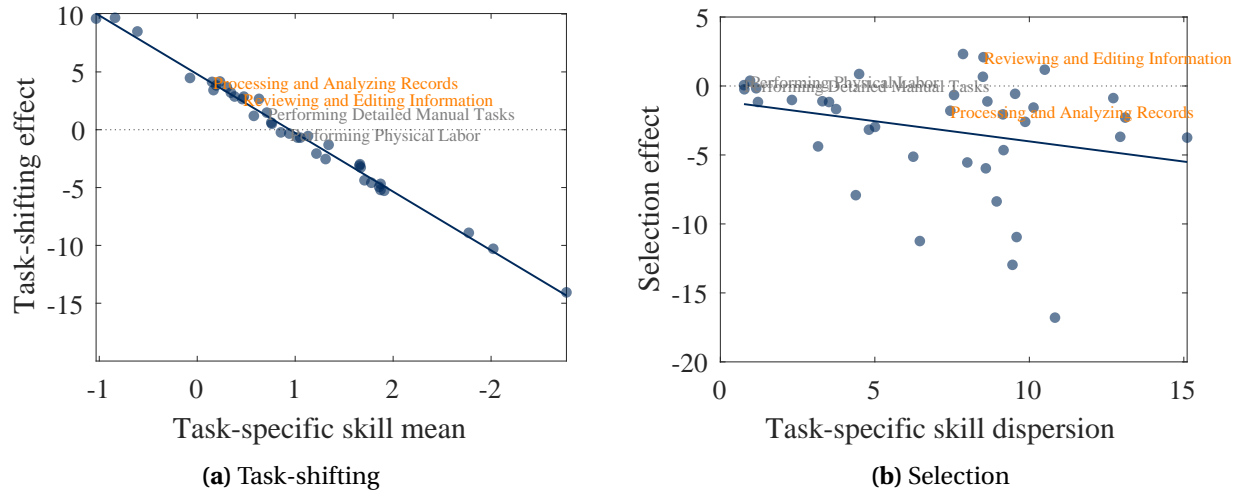 10
5
0
-5
-10
-15
-1
0
1
2
-2
Task-shifting effect
Task-specific skill mean
Processing and Analyzing Records
Reviewing and Editing Information
Performing Detailed Manual Tasks
Performing Physical Labor
(a) Task-shifting
5
0
-5
-10
-15
-20
0
5
10
15
Selection effect
Task-specific skill dispersion
Reviewing and Editing Information
Performing Physical Labor
Performing Detailed Manual Tasks
Processing and Analyzing Records
(b) Selection